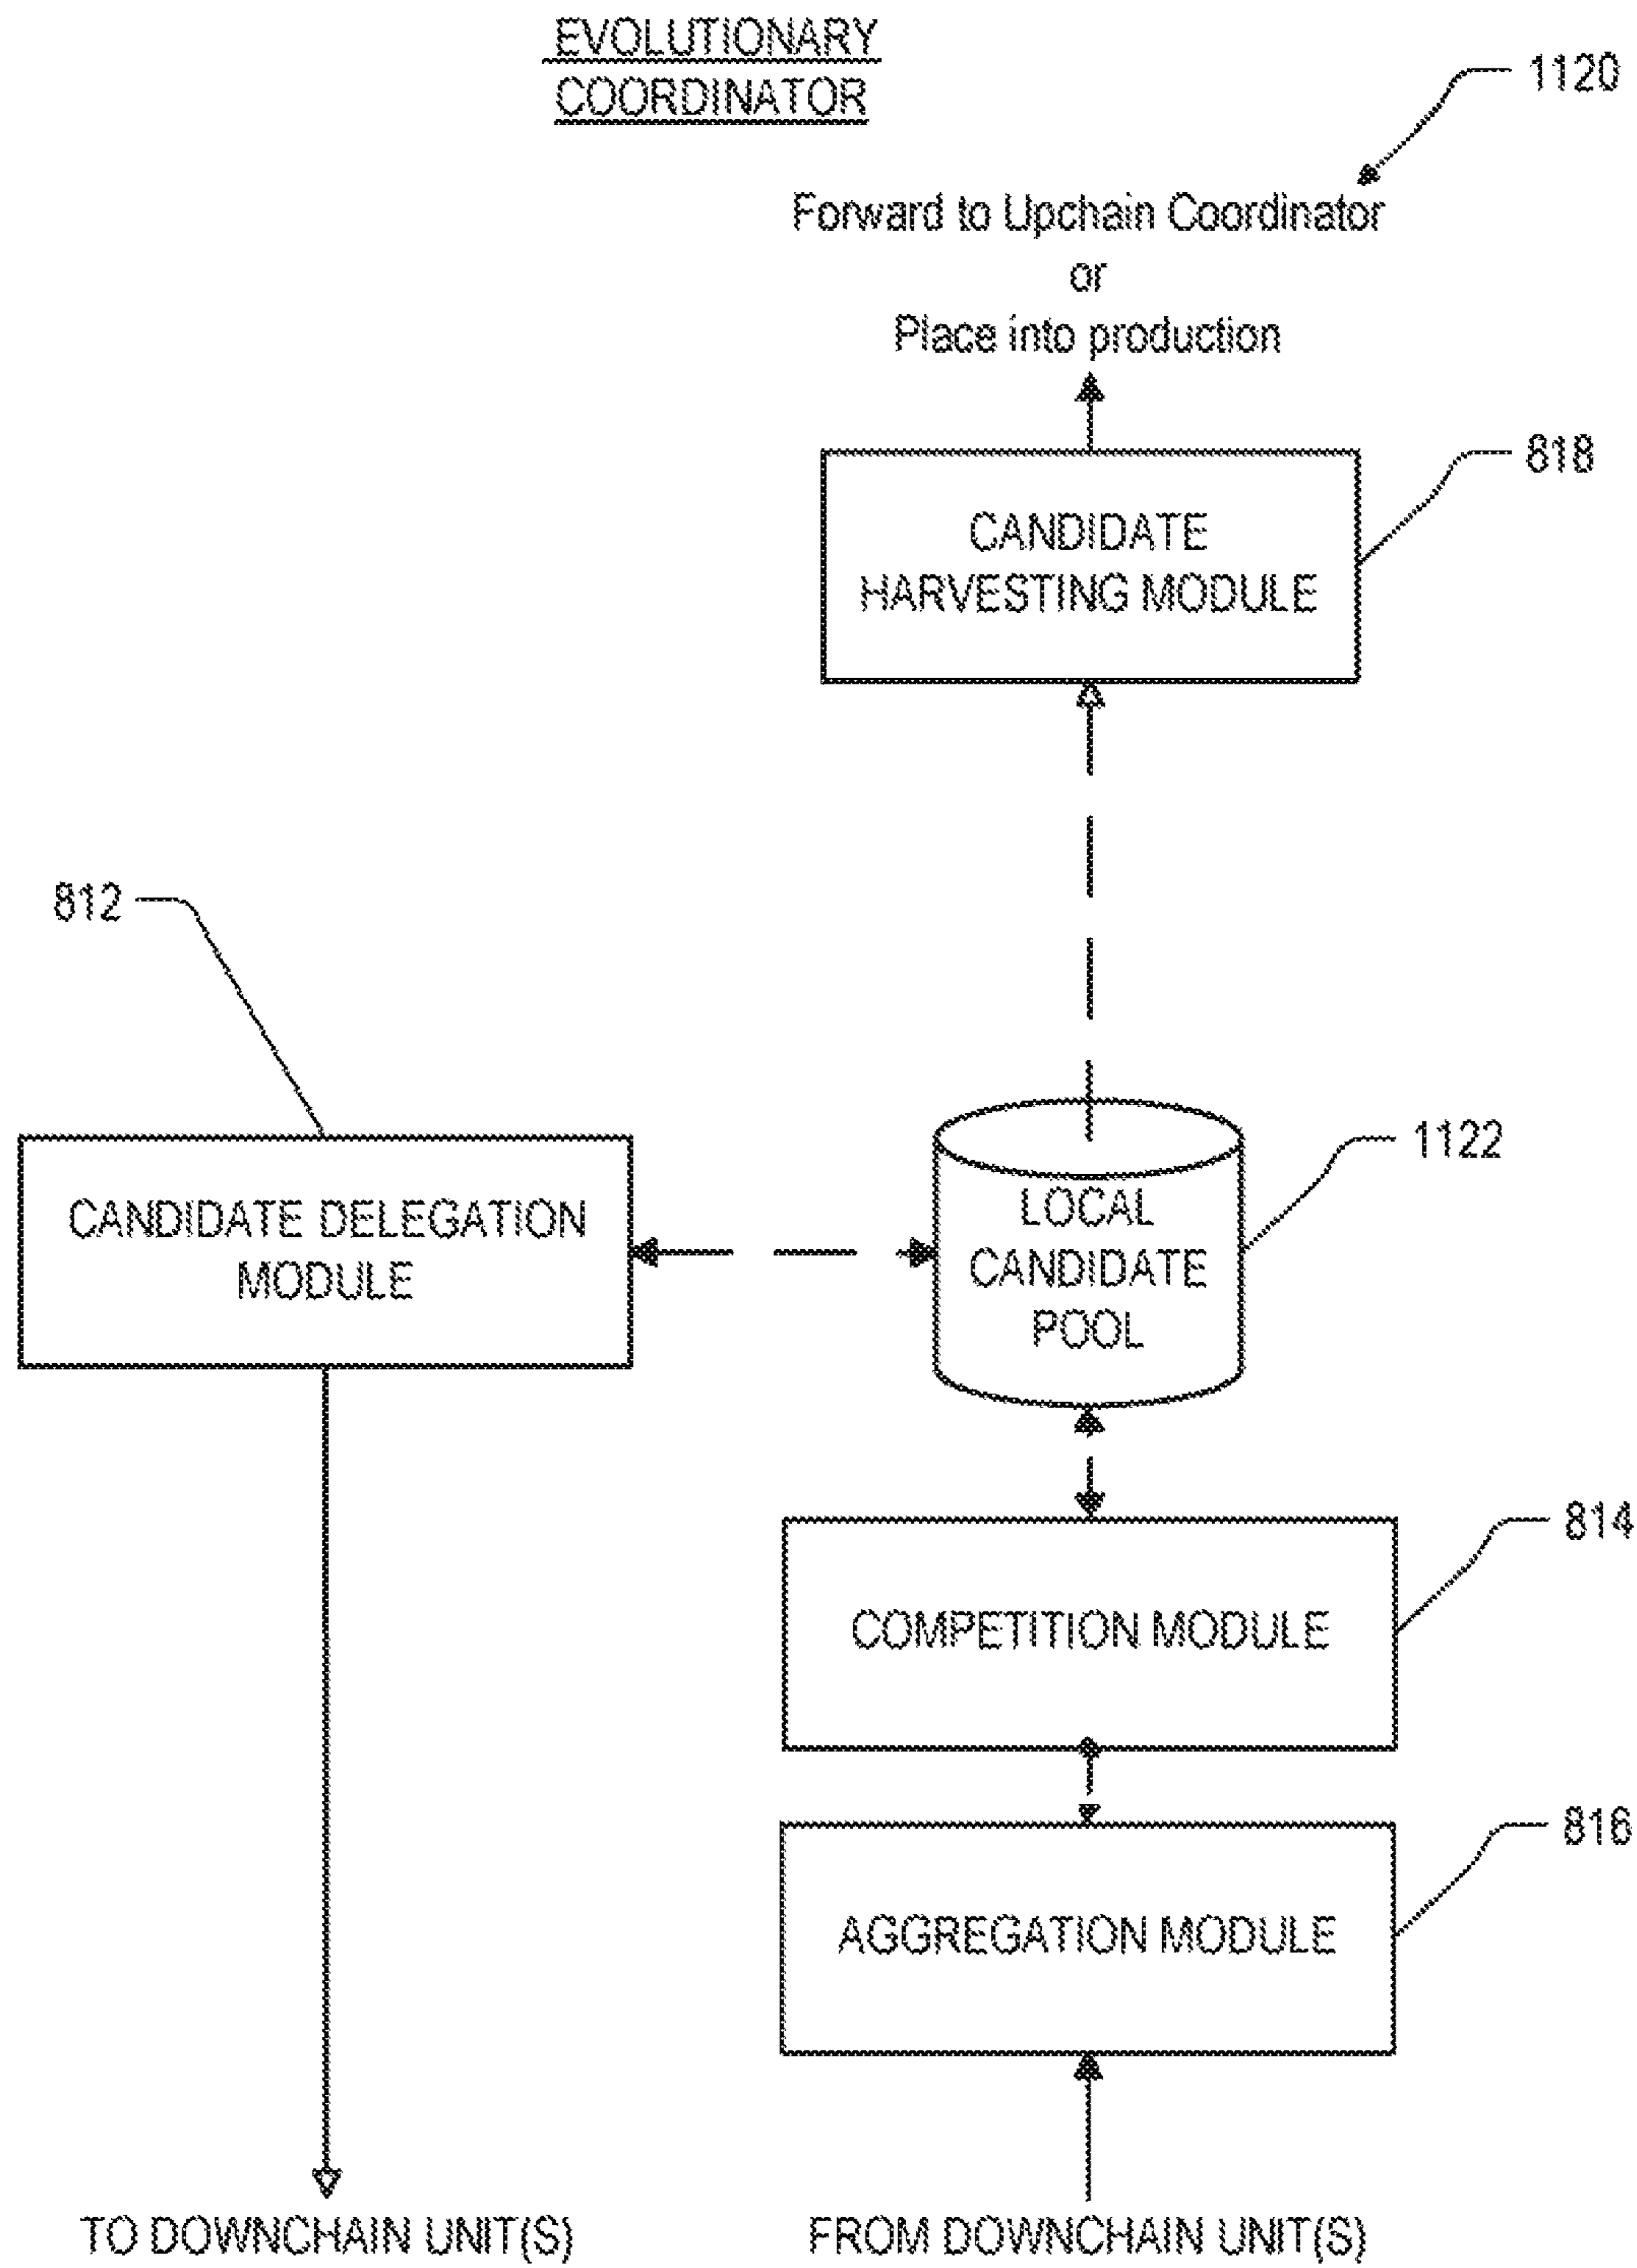 EVOLUTIONARY
COORDINATOR
1120
Forward to Upchain Coordinator
or
Place into production
818
CANDIDATE
HARVESTING MODULE
812
1122
CANDIDATE DELEGATION
MODULE
LOCAL
CANDIDATE
POOL
814
COMPETITION MODULE
816
AGGREGATION MODULE
TO DOWNCHAIN UNIT(S)
FROM DOWNCHAIN UNIT(S)